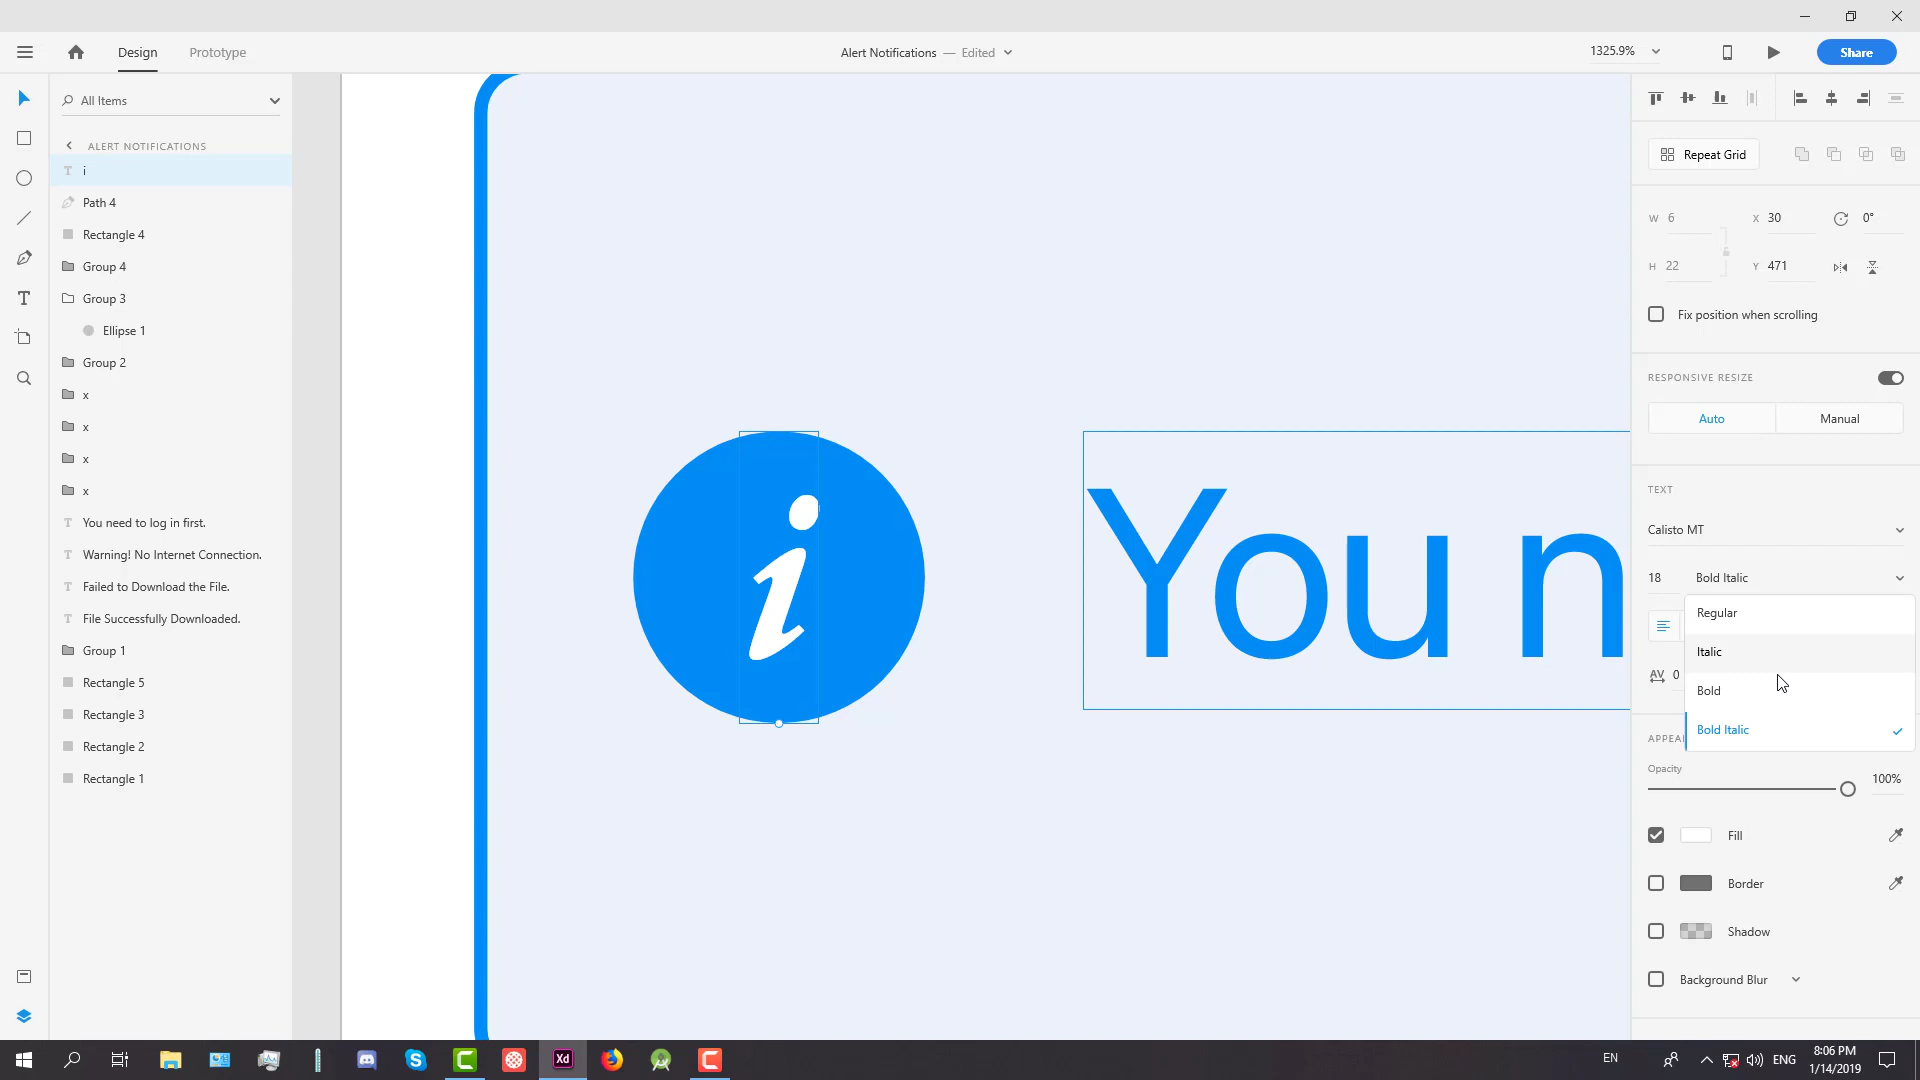 Design
Prototype
Alert Notifications — Edited
1325.9%
Share
All Items
ALERT NOTIFICATIONS
i
Path 4
Rectangle 4
Group 4
Group 3
Ellipse 1
Group 2
x
x
x
x
You need to log in first.
Warning! No Internet Connection.
Failed to Download the File.
File Successfully Downloaded.
Group 1
Rectangle 5
Rectangle 3
Rectangle 2
Rectangle 1
i
You n
Repeat Grid
W 6
X 30
0°
H 22
Y 471
Fix position when scrolling
RESPONSIVE RESIZE
Auto
Manual
TEXT
Calisto MT
18
Bold Italic
Regular
Italic
AV 0
Bold
Bold Italic
APPEA
Opacity
100%
Fill
Border
Shadow
Background Blur
Xd
EN
ENG
8:06 PM
1/14/2019